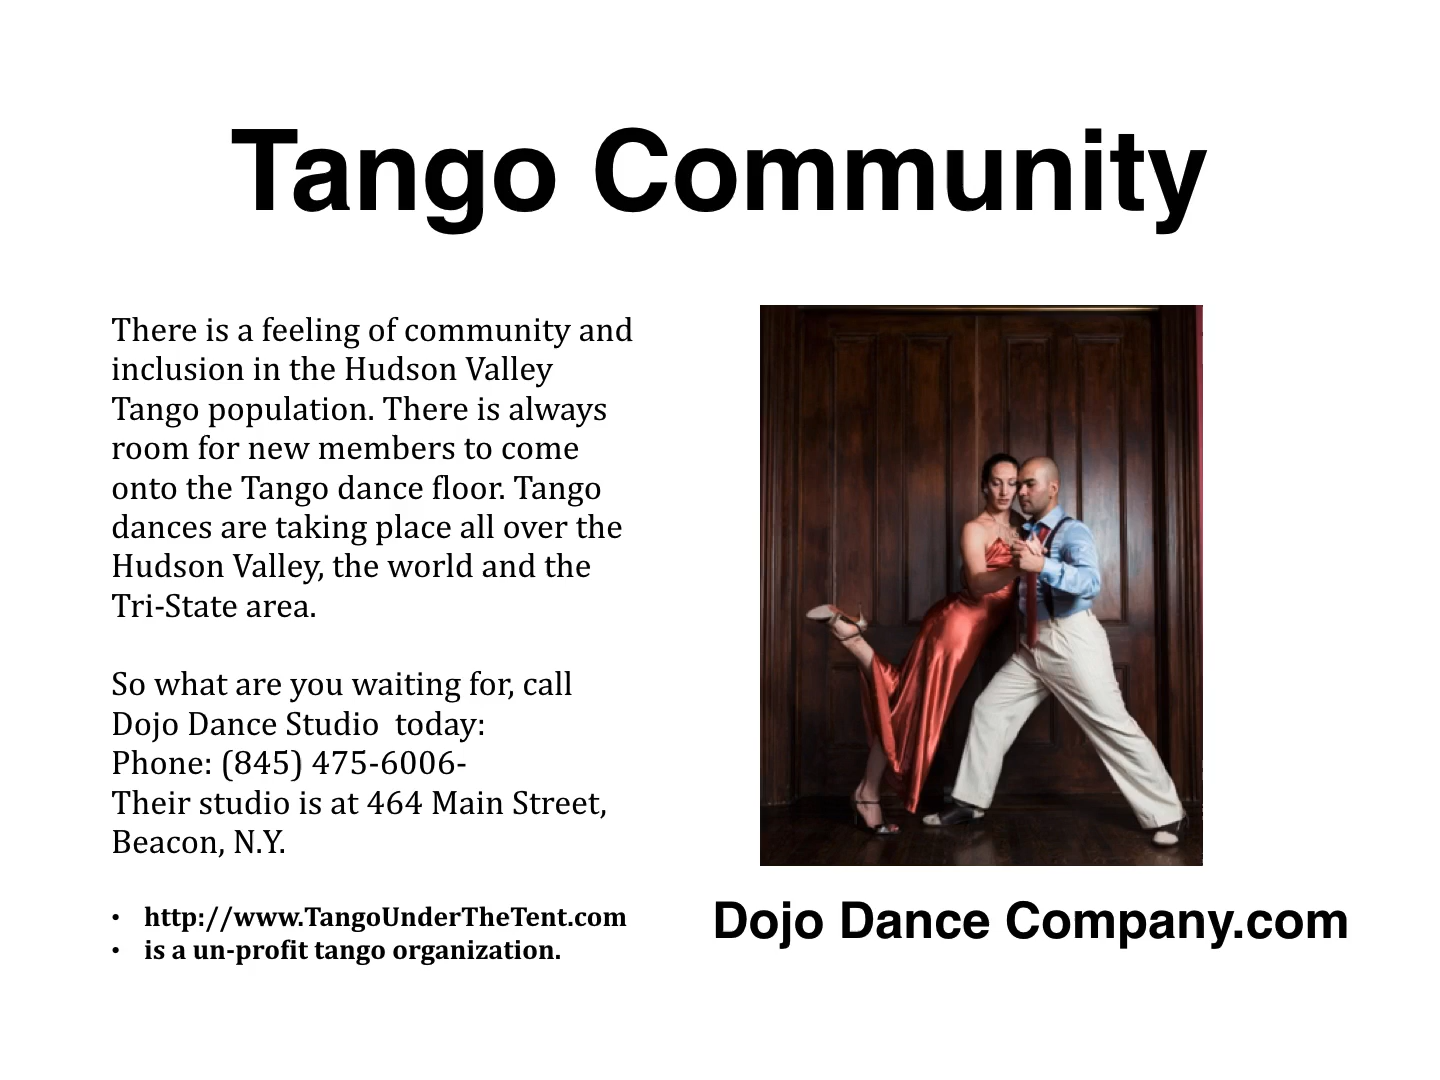 Tango Community
There is a feeling of community and
inclusion in the Hudson Valley
Tango population. There is always
room for new members to come
onto the Tango dance floor. Tango
dances are taking place all over the
Hudson Valley, the world and the
Tri-State area.
So what are you waiting for, call
Dojo Dance Studio  today:
Phone: (845) 475-6006-
Their studio is at 464 Main Street,
Beacon, N.Y.
• http://www.TangoUnderTheTent.com
• is a un-profit tango organization.
Dojo Dance Company.com